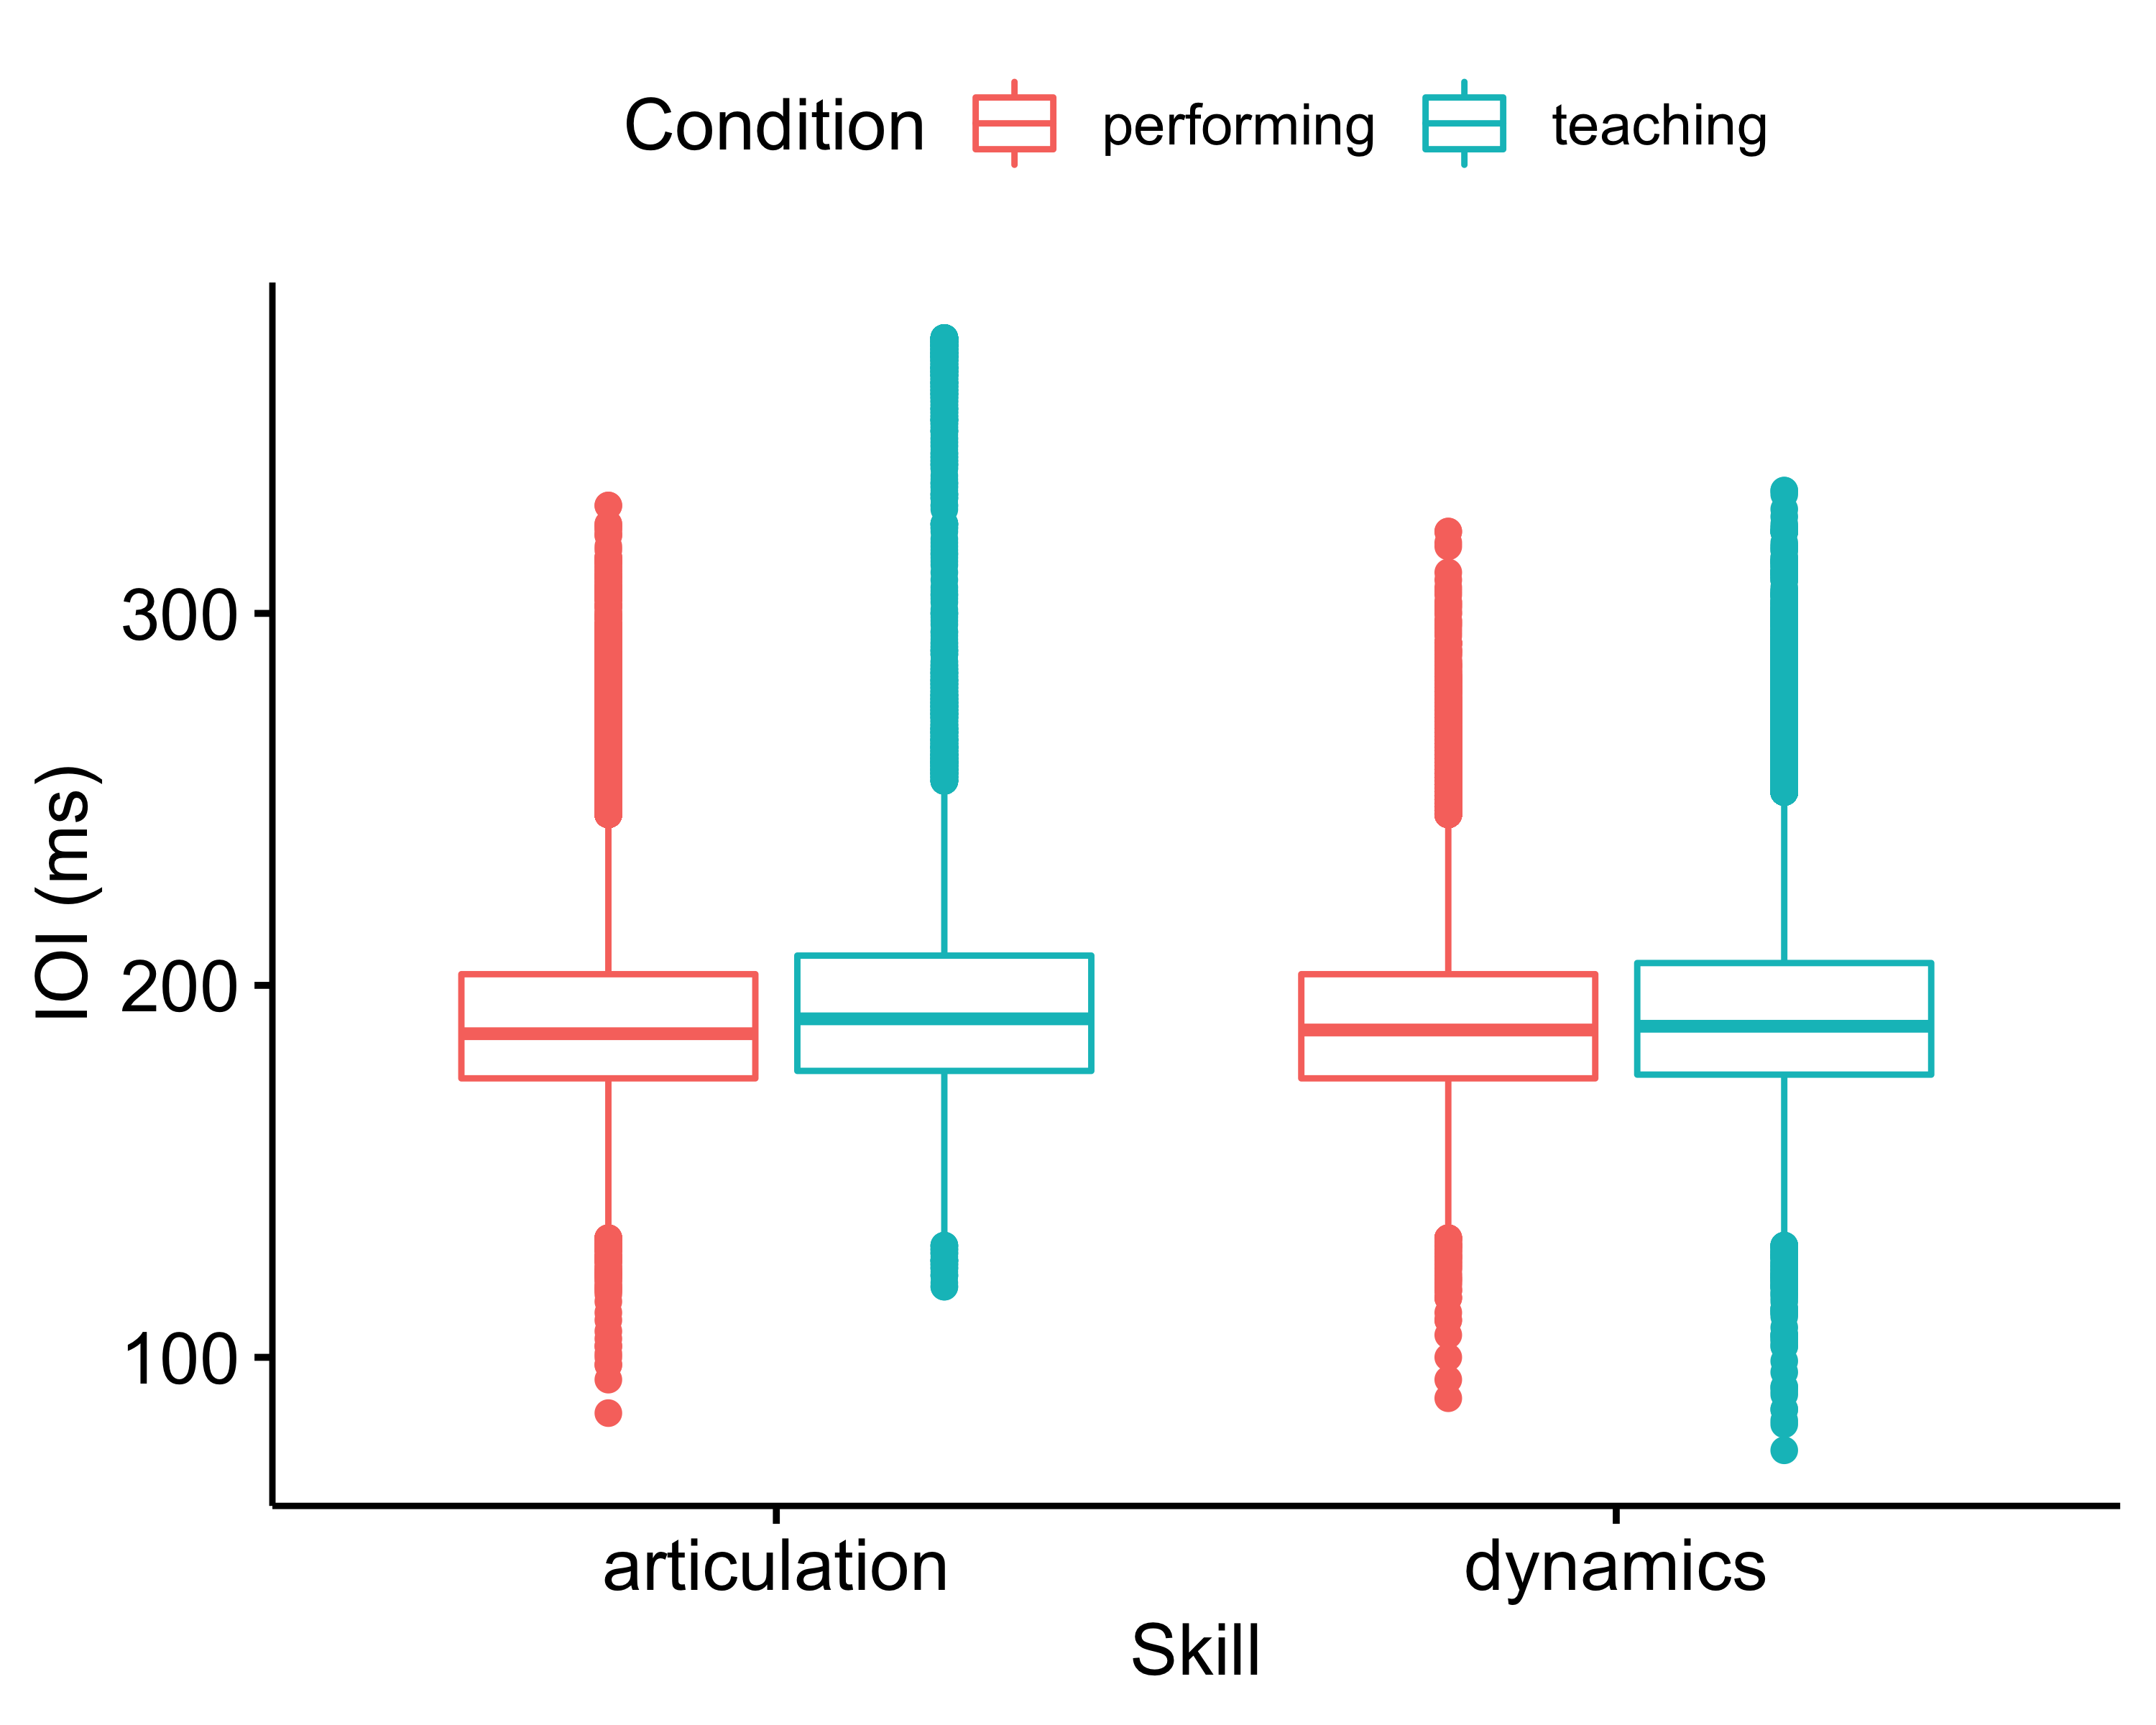 Condition performing teaching
IOI (ms)
300
200
100
articulation dynamics
Skill